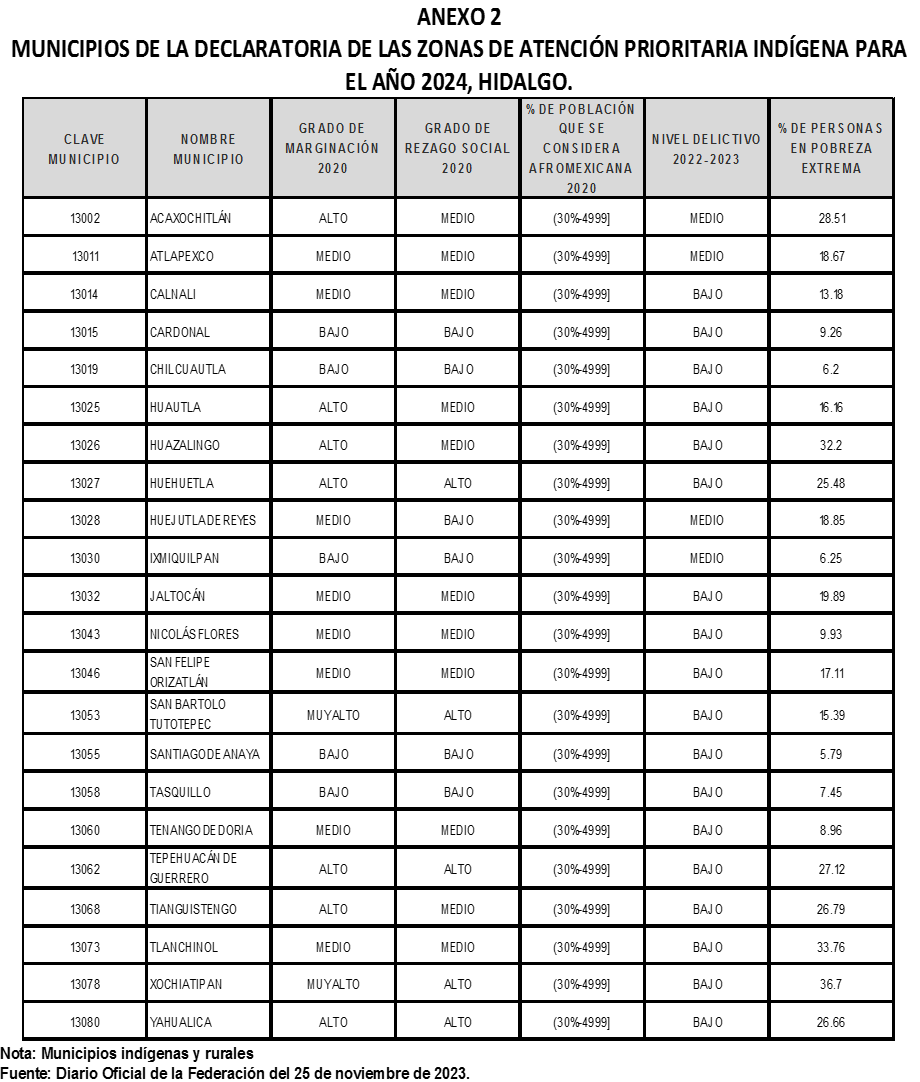 ANEXO 2
MUNICIPIOS DE LA DECLARATORIA DE LAS ZONAS DE ATENCIÓN PRIORITARIA INDÍGENA PARA
EL AÑO 2024, HIDALGO.
CLAVE MUNICIPIO NOMBRE MUNICIPIO GRADO DE MARGINACIÓN 2020 GRADO DE REZAGO SOCIAL 2020 % DE POBLACIÓN QUE SE CONSIDERA AFROMEXICANA 2020 NIVEL DELICTIVO 2022-2023 % DE PERSONAS EN POBREZA EXTREMA
13002 ACAXOCHITLÁN ALTO MEDIO (30%-4999] MEDIO 28.51
13011 ATLAPEXCO MEDIO MEDIO (30%-4999] MEDIO 18.67
13014 CALNALI MEDIO MEDIO (30%-4999] BAJO 13.18
13015 CARDONAL BAJO BAJO (30%-4999] BAJO 9.26
13019 CHILCUAUTLA BAJO BAJO (30%-4999] BAJO 6.2
13025 HUAUTLA ALTO MEDIO (30%-4999] BAJO 16.16
13026 HUAZALINGO ALTO MEDIO (30%-4999] BAJO 32.2
13027 HUEHUETLA ALTO ALTO (30%-4999] BAJO 25.48
13028 HUEJUTLA DE REYES MEDIO BAJO (30%-4999] MEDIO 18.85
13030 IXMIQUILPAN BAJO BAJO (30%-4999] MEDIO 6.25
13032 JALTOCÁN MEDIO MEDIO (30%-4999] BAJO 19.89
13043 NICOLÁS FLORES MEDIO MEDIO (30%-4999] BAJO 9.93
13046 SAN FELIPE ORIZATLÁN MEDIO MEDIO (30%-4999] BAJO 17.11
13053 SAN BARTOLO TUTOTEPEC MUY ALTO ALTO (30%-4999] BAJO 15.39
13055 SANTIAGO DE ANAYA BAJO BAJO (30%-4999] BAJO 5.79
13058 TASQUILLO BAJO BAJO (30%-4999] BAJO 7.45
13060 TENANGO DE DORIA MEDIO MEDIO (30%-4999] BAJO 8.96
13062 TEPEHUACÁN DE GUERRERO ALTO ALTO (30%-4999] BAJO 27.12
13068 TIANGUISTENGO ALTO MEDIO (30%-4999] BAJO 26.79
13073 TLANCHINOL MEDIO MEDIO (30%-4999] BAJO 33.76
13078 XOCHIATIPAN MUY ALTO ALTO (30%-4999] BAJO 36.7
13080 YAHUALICA ALTO ALTO (30%-4999] BAJO 26.66
Nota: Municipios indígenas y rurales
Fuente: Diario Oficial de la Federación del 25 de noviembre de 2023.